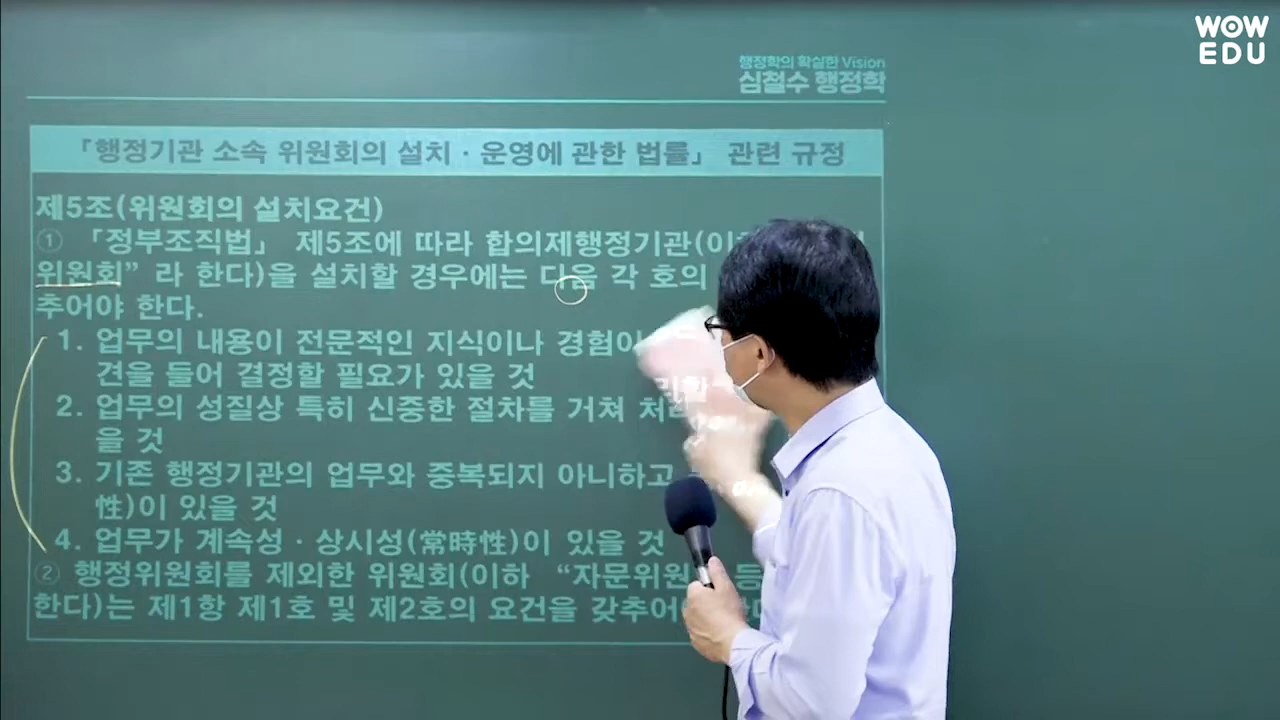 WOW
EDU
행정학의 확실한 Vision
심철수 행정학
「행정기관 소속 위원회의 설치 · 운영에 관한 법률」 관련 규정
제5조(위원회의 설치요건)
① 「정부조직법」 제5조에 따라 합의제행정기관(이하
위원회” 라 한다)을 설치할 경우에는 다음 각 호의
추어야 한다.
1. 업무의 내용이 전문적인 지식이나 경험이
견을 들어 결정할 필요가 있을 것
2. 업무의 성질상 특히 신중한 절차를 거쳐 처리
을 것
3. 기존 행정기관의 업무와 중복되지 아니하고
性)이 있을 것
4. 업무가 계속성 · 상시성(常時性)이 있을 것
② 행정위원회를 제외한 위원회(이하 “자문위원 등
한다)는 제1항 제1호 및 제2호의 요건을 갖추어